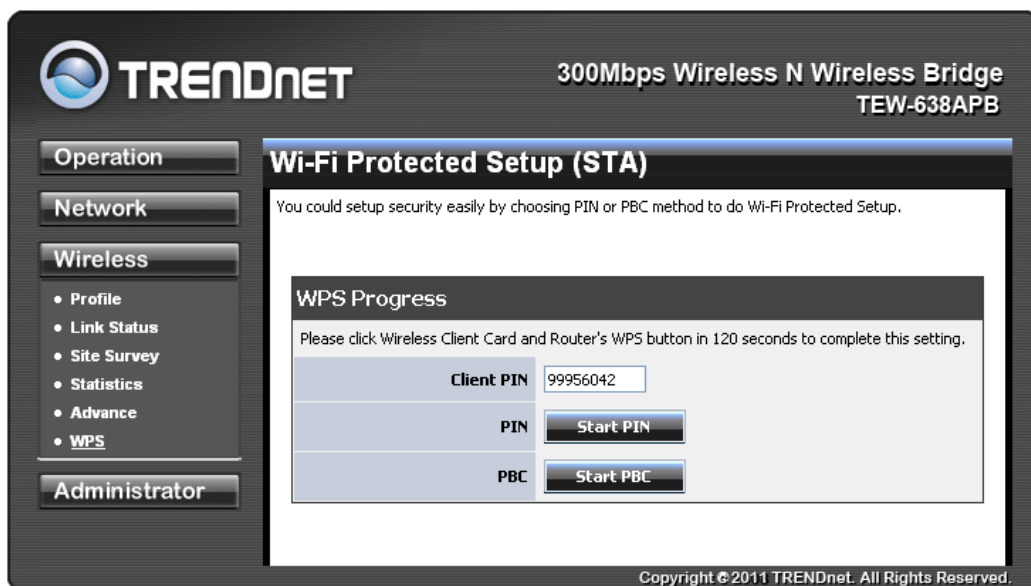 TRENDNET
300Mbps Wireless N Wireless Bridge
TEW-638APB
Operation
Network
Wireless
Profile
Link Status
Site Survey
Statistics
Advance
WPS
Administrator
Wi-Fi Protected Setup (STA)
You could setup security easily by choosing PIN or PBC method to do Wi-Fi Protected Setup.
WPS Progress
Please click Wireless Client Card and Router's WPS button in 120 seconds to complete this setting.
Client PIN 99956042
PIN Start PIN
PBC Start PBC
Copyright © 2011 TRENDnet. All Rights Reserved.